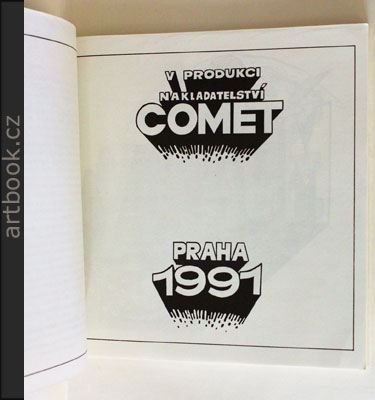 artbook.cz
V PRODUKCI
NAKLADATELSTVÍ
COMET
PRAHA
1991